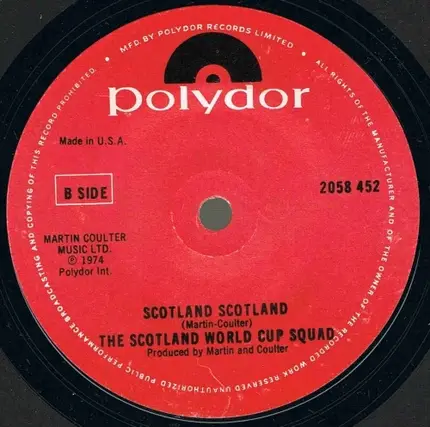 MFD BY POLYDOR RECORDS LIMITED.
ALL RIGHTS OF THE MANUFACTURER AND OF THE OWNER OF THE RECORDED WORK RESERVED UNAUTHORIZED PUBLIC PERFORMANCE BROADCASTING AND COPYING OF THIS RECORD PROHIBITED.
polydor
Made in U.S.A.
B SIDE
2058 452
MARTIN COULTER
MUSIC LTD.
Ⓟ 1974
Polydor Int.
SCOTLAND SCOTLAND
(Martin-Coulter)
THE SCOTLAND WORLD CUP SQUAD
Produced by Martin and Coulter